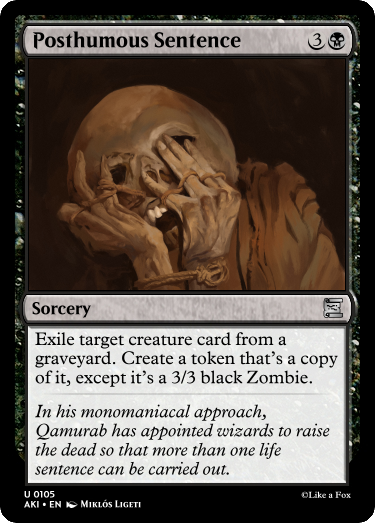 Posthumous Sentence 3
Sorcery
Exile target creature card from a
graveyard. Create a token that's a copy
of it, except it's a 3/3 black Zombie.
In his monomaniacal approach,
Qamurab has appointed wizards to raise
the dead so that more than one life
sentence can be carried out.
U 0105
AKI • EN Miklós Ligeti
©Like a Fox